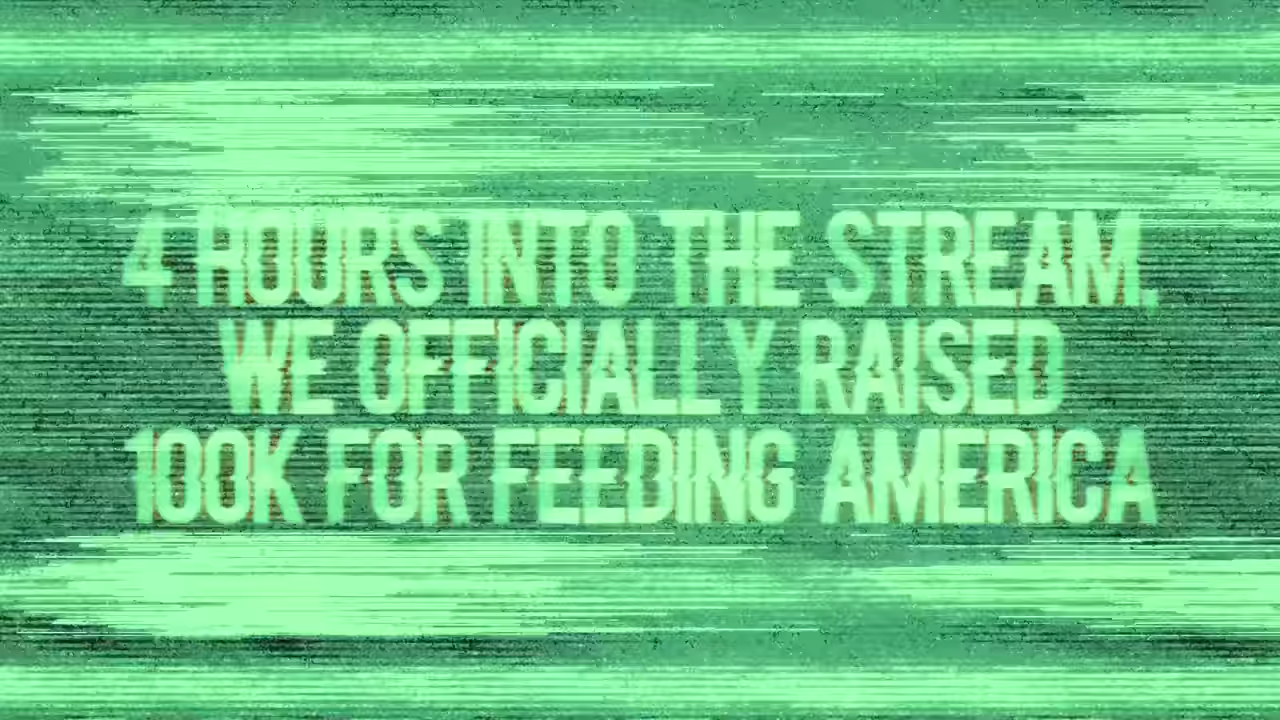 4 HOURS INTO THE STREAM,
WE OFFICIALLY RAISED
100K FOR FEEDING AMERICA